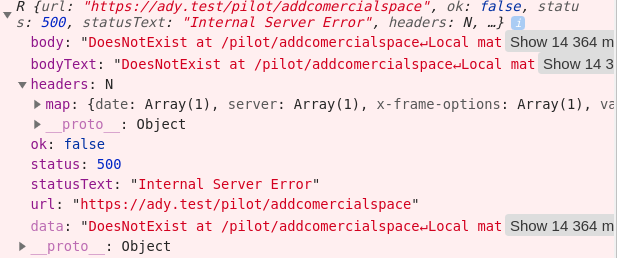 R {url: "https://ady.test/pilot/addcomercialspace", ok: false, statu
s: 500, statusText: "Internal Server Error", headers: N, …} i
body: "DoesNotExist at /pilot/addcomercialspace↵Local mat Show 14 364 m
bodyText: "DoesNotExist at /pilot/addcomercialspace↵Local mat Show 14 3
headers: N
map: {date: Array(1), server: Array(1), x-frame-options: Array(1), va
__proto__: Object
ok: false
status: 500
statusText: "Internal Server Error"
url: "https://ady.test/pilot/addcomercialspace"
data: "DoesNotExist at /pilot/addcomercialspace↵Local mat Show 14 364 m
__proto__: Object